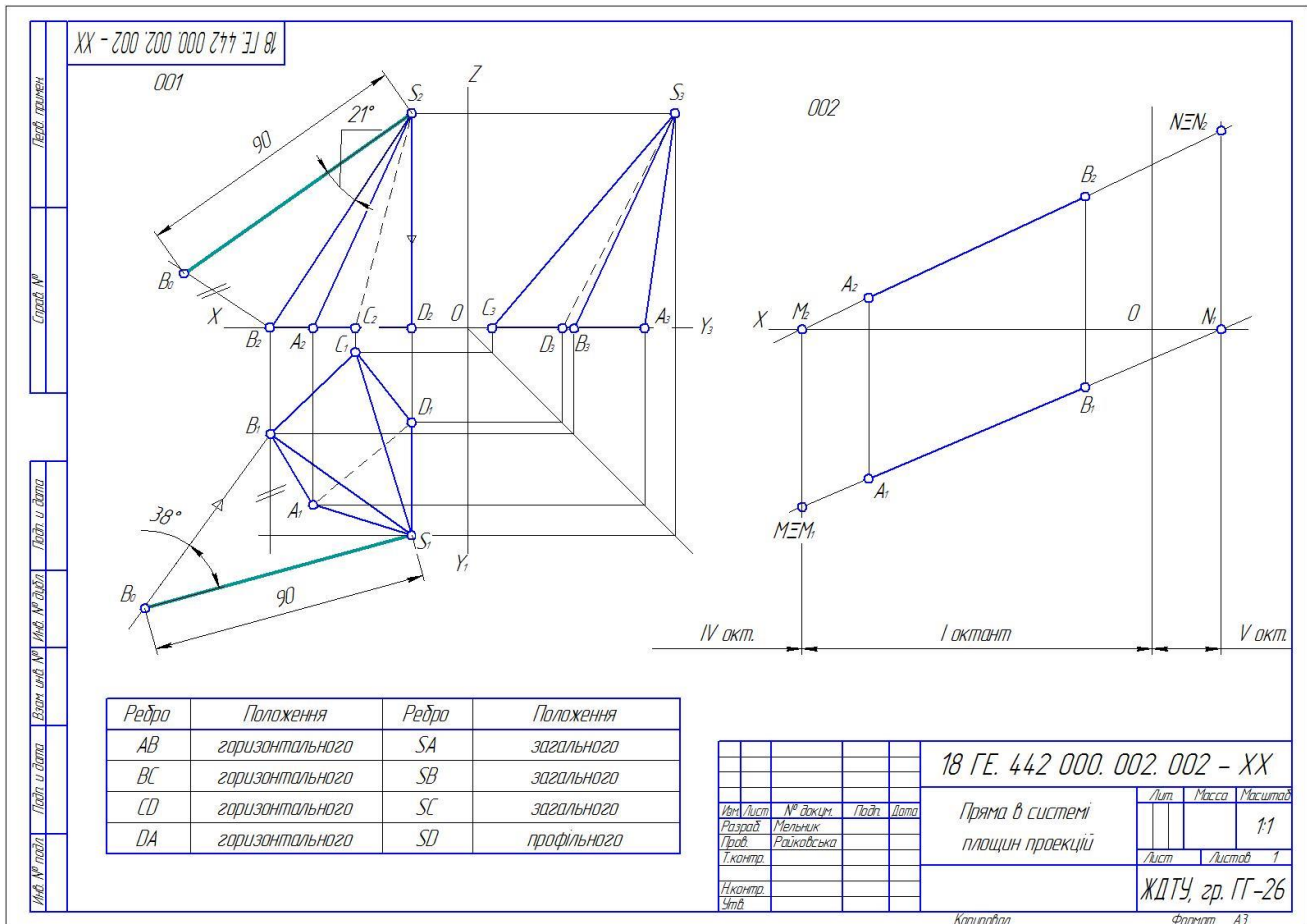 18 ГЕ. 442 000. 002. 002 - XX
001
90
21°
S₂
Z
S₃
B₀
X
B₂
A₂
C₂
D₂
O
C₃
D₃
B₃
A₃
Y₃
C₁
D₁
B₁
A₁
S₁
Y₁
38°
B₀
90
002
N≡N₂
B₂
A₂
M₂
X
O
N₁
B₁
A₁
M≡M₁
IV окт.
I октант
V окт.
Ребро Положення Ребро Положення
AB горизонтального SA загального
BC горизонтального SB загального
CD горизонтального SC загального
DA горизонтального SD профільного
18 ГЕ. 442 000. 002. 002 - XX
Изм. Лист № докум. Подп. Дата
Разраб. Мельник
Пров. Райковська
Т.контр.
Н.контр.
Утв.
Пряма в системі
площин проекцій
Лит. Масса Масштаб
1:1
Лист Листов 1
ЖДТУ, гр. ГГ-26
Копировал Формат А3
Перв. примен.
Справ. №
Подп. и дата
Инв. № дубл.
Взам. инв. №
Подп. и дата
Инв. № подл.